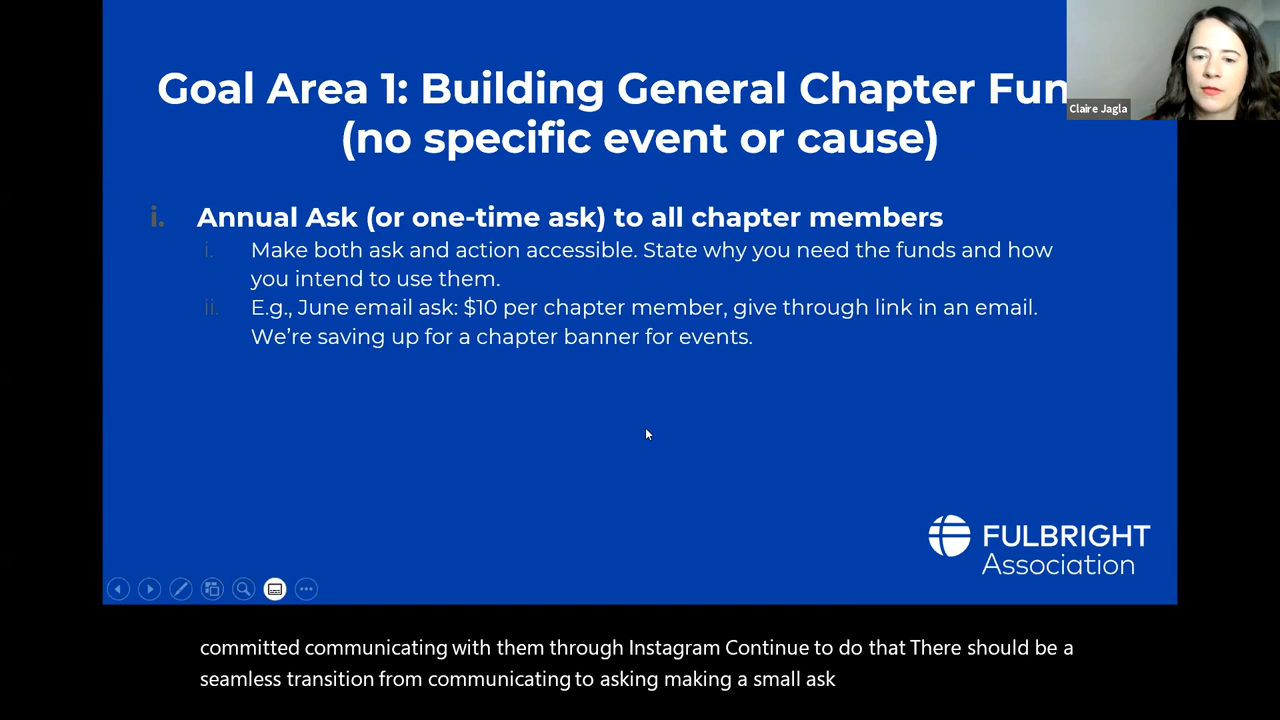 Goal Area 1: Building General Chapter Fun
(no specific event or cause)
Claire Jagla
i. Annual Ask (or one-time ask) to all chapter members
i. Make both ask and action accessible. State why you need the funds and how
you intend to use them.
ii. E.g., June email ask: $10 per chapter member, give through link in an email.
We’re saving up for a chapter banner for events.
FULBRIGHT
Association
committed communicating with them through Instagram Continue to do that There should be a
seamless transition from communicating to asking making a small ask